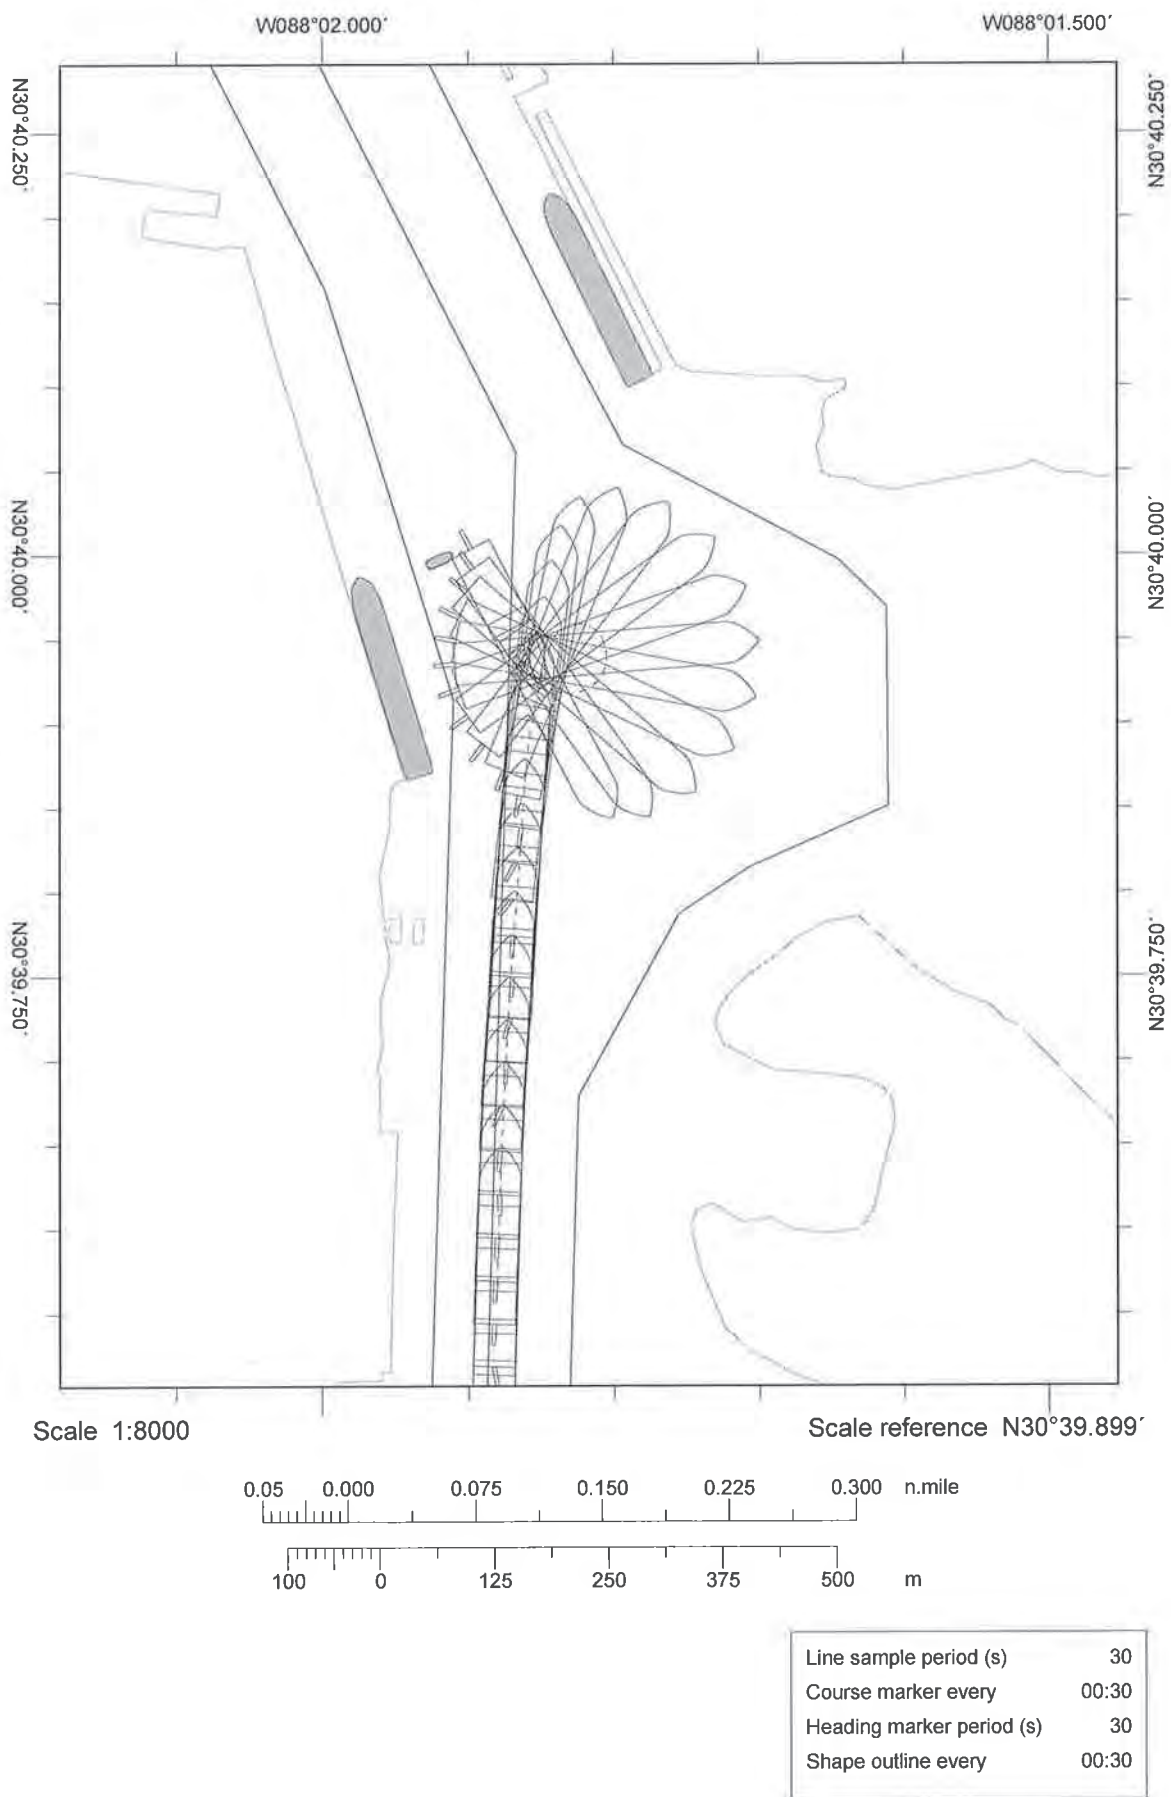 W088°02.000´ W088°01.500´
N30°40.250´ N30°40.250´
N30°40.000´ N30°40.000´
N30°39.750´ N30°39.750´
Scale 1:8000 Scale reference N30°39.899´
0.05 0.000 0.075 0.150 0.225 0.300 n.mile
100 0 125 250 375 500 m
Line sample period (s) 30
Course marker every 00:30
Heading marker period (s) 30
Shape outline every 00:30